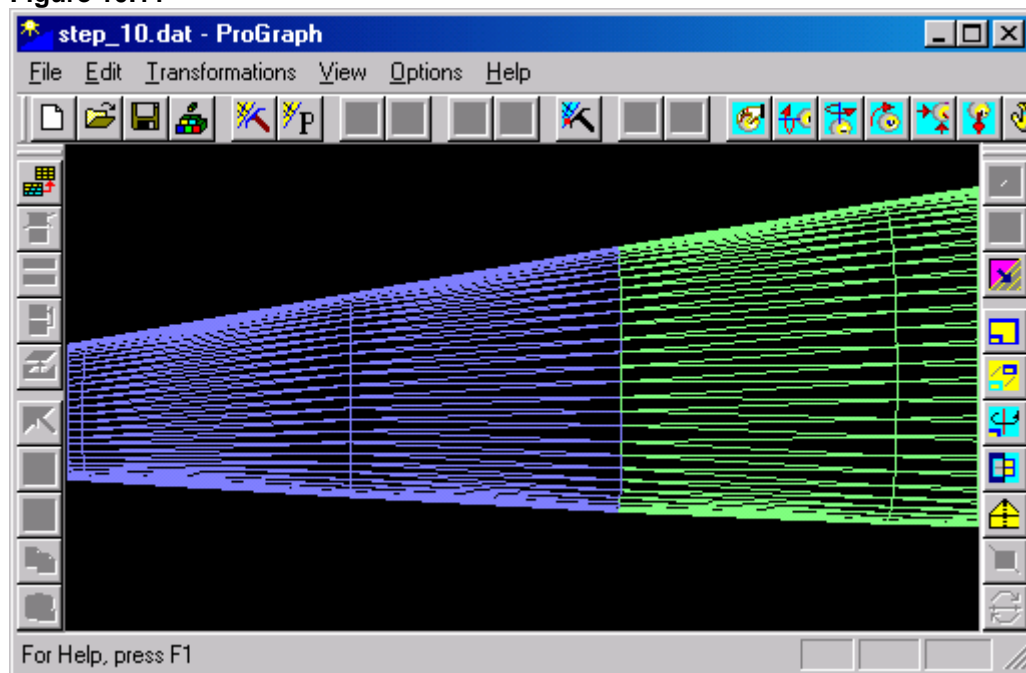 step_10.dat - ProGraph
File Edit Transformations View Options Help
P
For Help, press F1